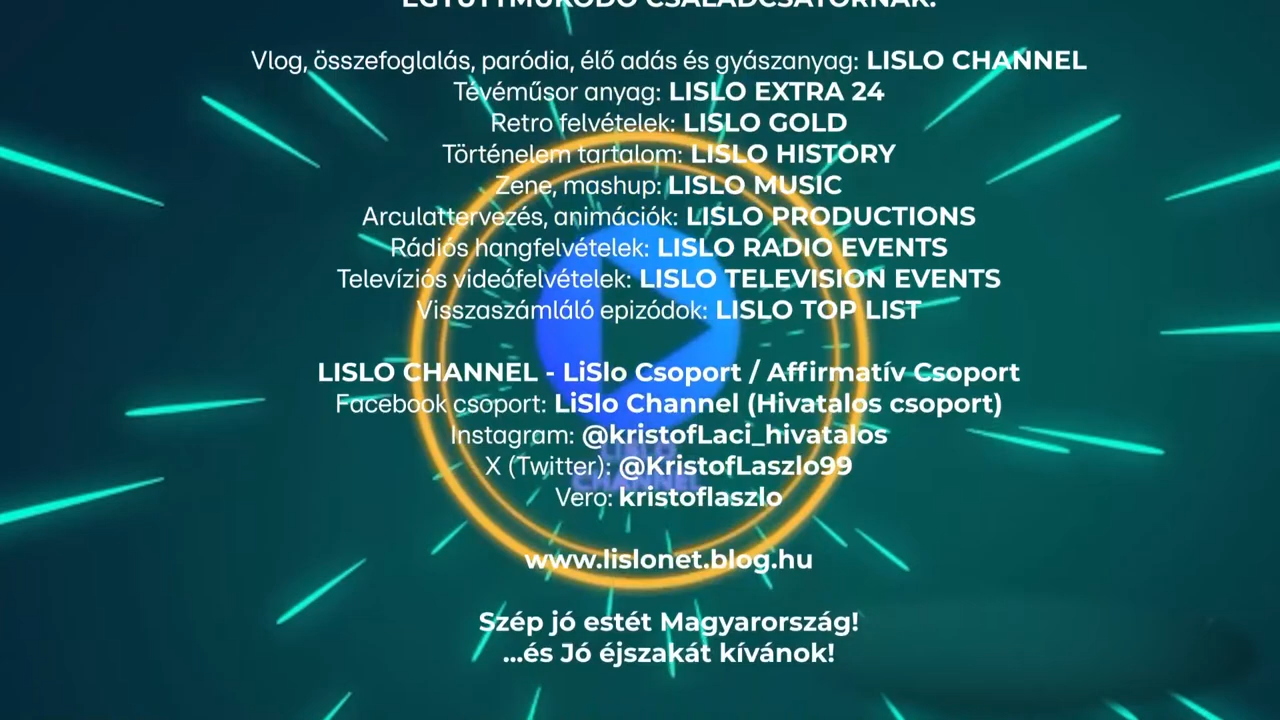 EGYÜTTMŰKÖDŐ CSALÁDCSATORNÁK:
Vlog, összefoglalás, paródia, élő adás és gyászanyag: LISLO CHANNEL
Tévéműsor anyag: LISLO EXTRA 24
Retro felvételek: LISLO GOLD
Történelem tartalom: LISLO HISTORY
Zene, mashup: LISLO MUSIC
Arculattervezés, animációk: LISLO PRODUCTIONS
Rádiós hangfelvételek: LISLO RADIO EVENTS
Televíziós videófelvételek: LISLO TELEVISION EVENTS
Visszaszámláló epizódok: LISLO TOP LIST
LISLO CHANNEL - LiSlo Csoport / Affirmatív Csoport
Facebook csoport: LiSlo Channel (Hivatalos csoport)
Instagram: @kristofLaci_hivatalos
X (Twitter): @KristofLaszlo99
Vero: kristoflaszlo
www.lislonet.blog.hu
Szép jó estét Magyarország!
...és Jó éjszakát kívánok!